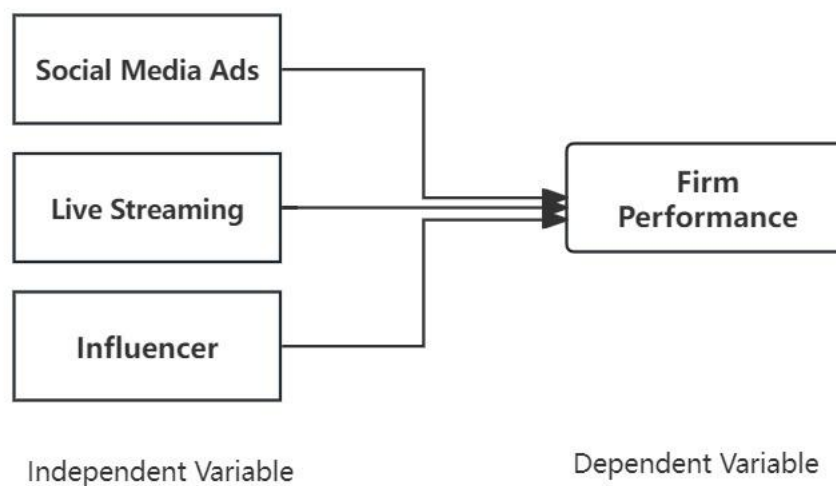 Social Media Ads
Live Streaming
Influencer
Firm
Performance
Independent Variable
Dependent Variable